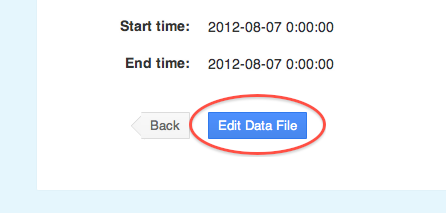 Start time: 2012-08-07 0:00:00
End time: 2012-08-07 0:00:00
Back Edit Data File